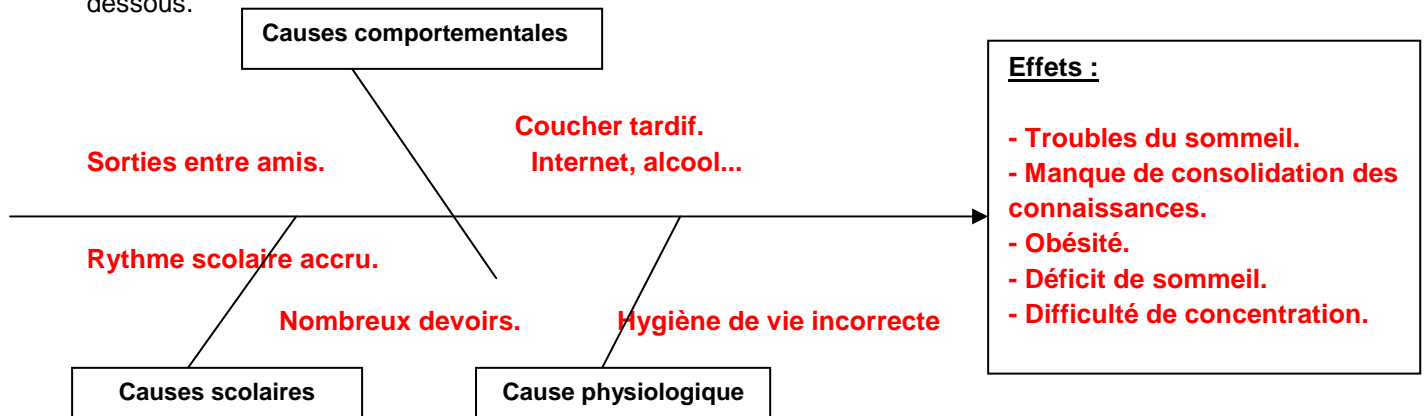 dessous.
Causes comportementales
Coucher tardif.
Sorties entre amis.
Internet, alcool...
Rythme scolaire accru.
Nombreux devoirs.
Hygiène de vie incorrecte
Causes scolaires
Cause physiologique
Effets :
- Troubles du sommeil.
- Manque de consolidation des
connaissances.
- Obésité.
- Déficit de sommeil.
- Difficulté de concentration.